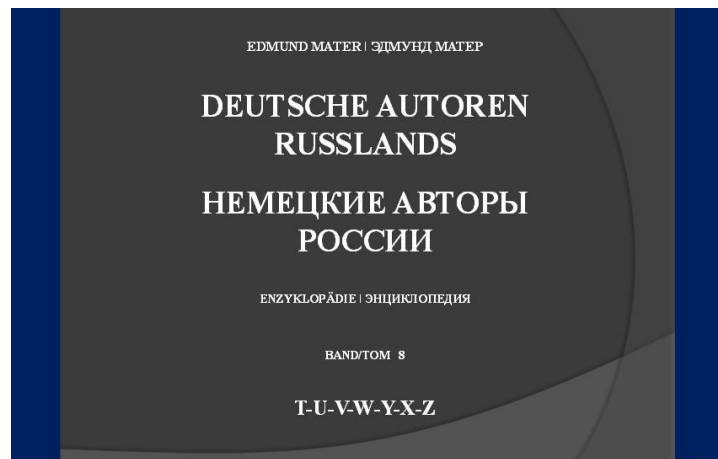 EDMUND MATER | ЭДМУНД МАТЕР
DEUTSCHE AUTOREN
RUSSLANDS
НЕМЕЦКИЕ АВТОРЫ
РОССИИ
ENZYKLOPÄDIE | ЭНЦИКЛОПЕДИЯ
BAND/TOM 8
T-U-V-W-Y-X-Z